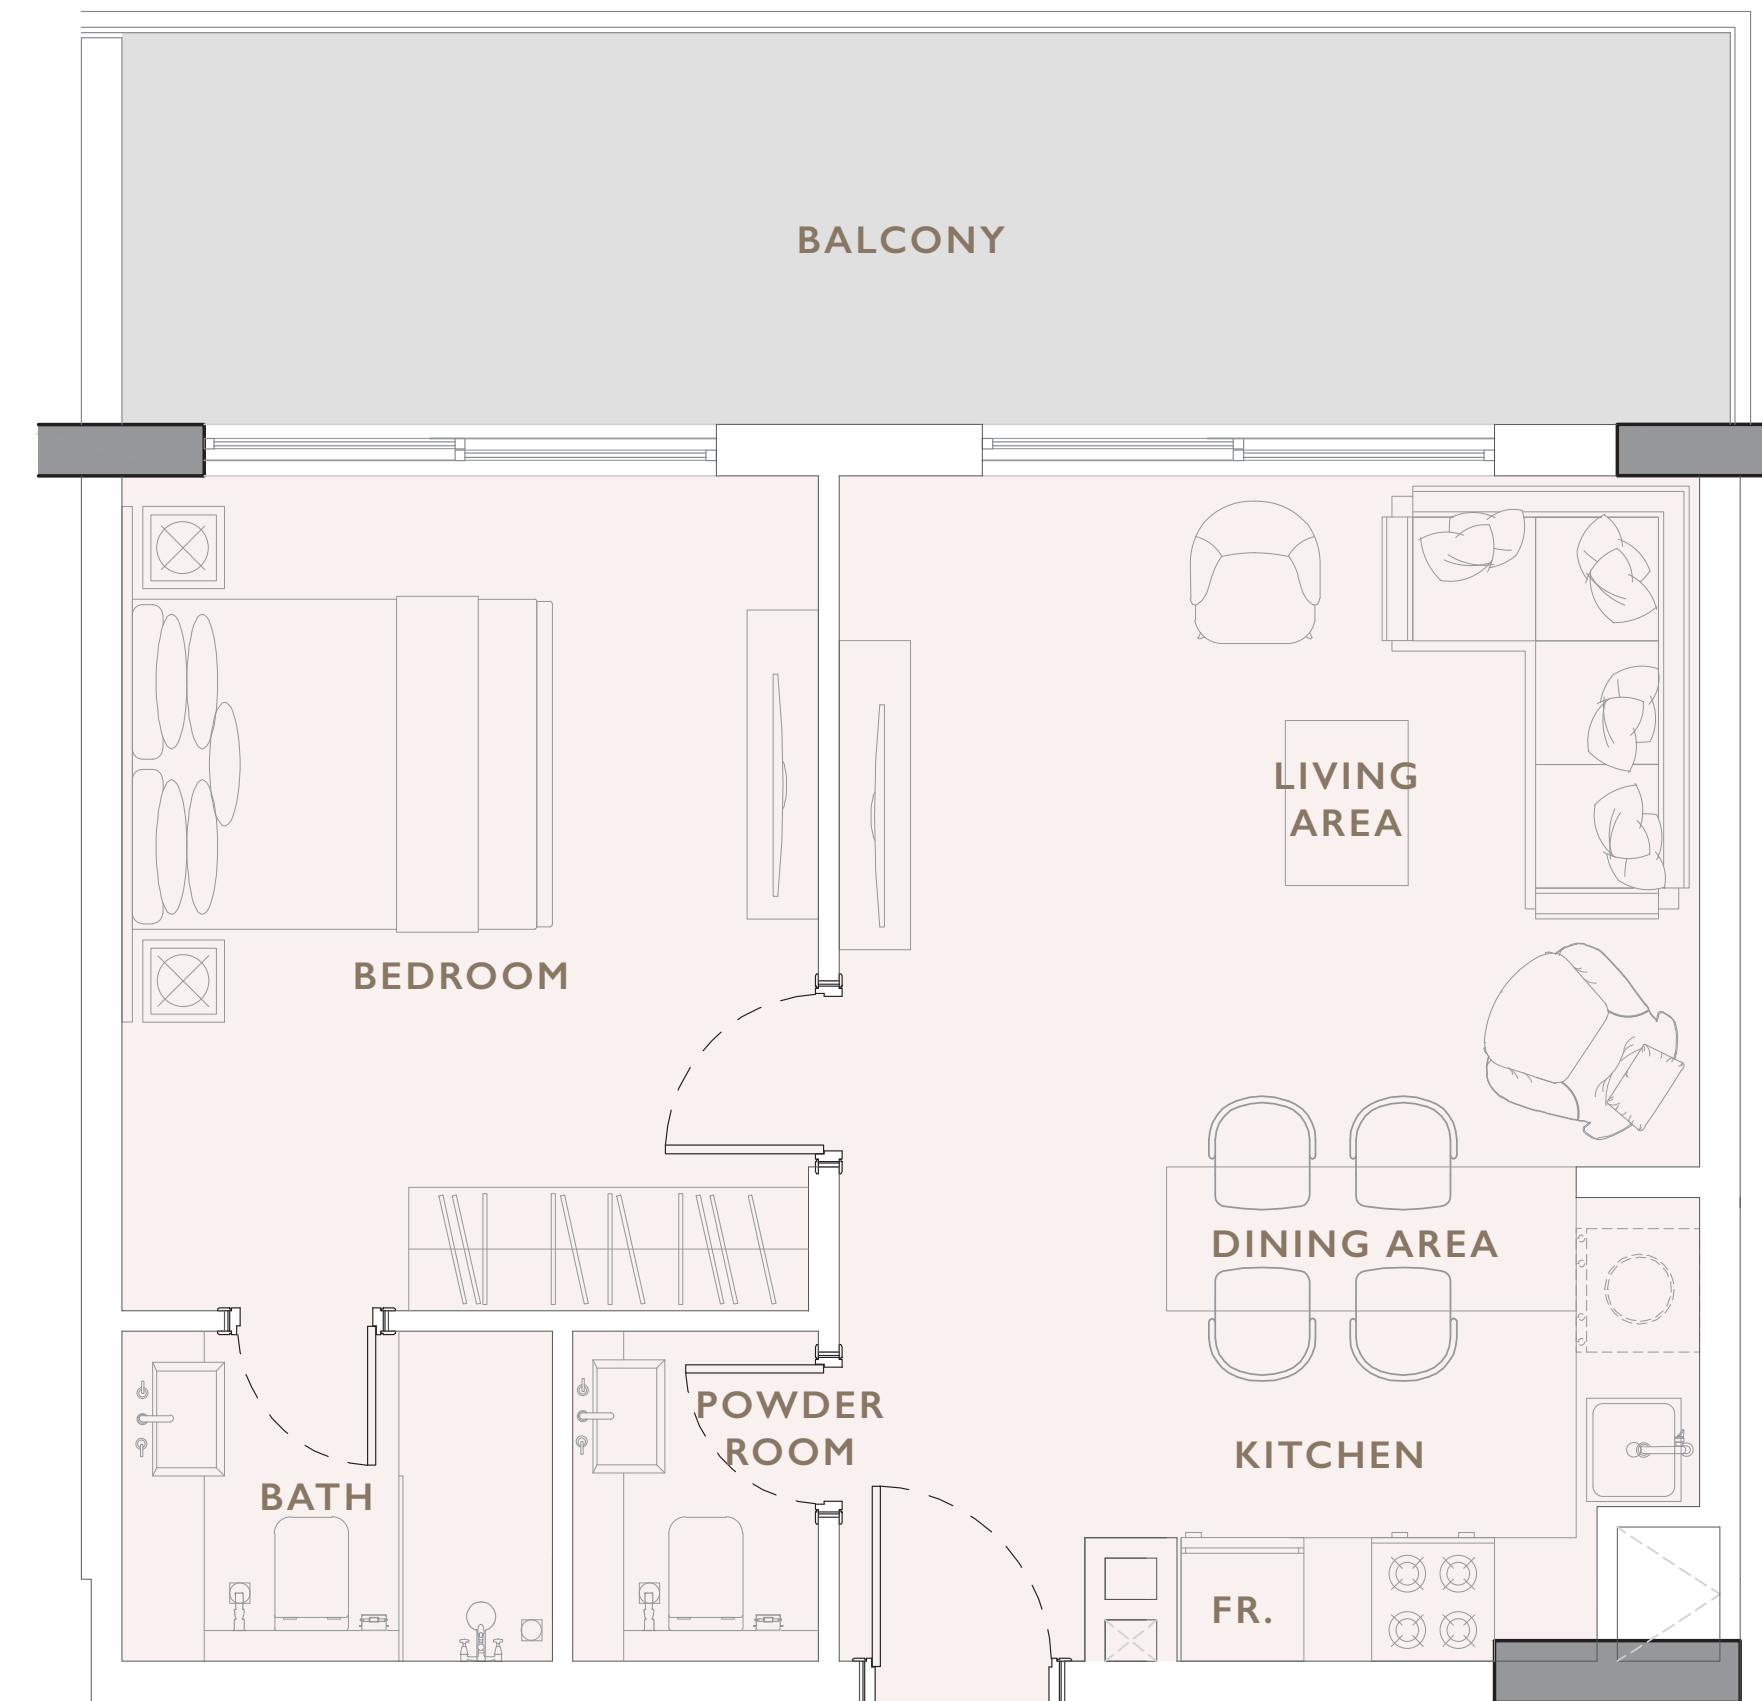 BALCONY
LIVING
AREA
BEDROOM
DINING AREA
POWDER
ROOM
KITCHEN
BATH
FR.